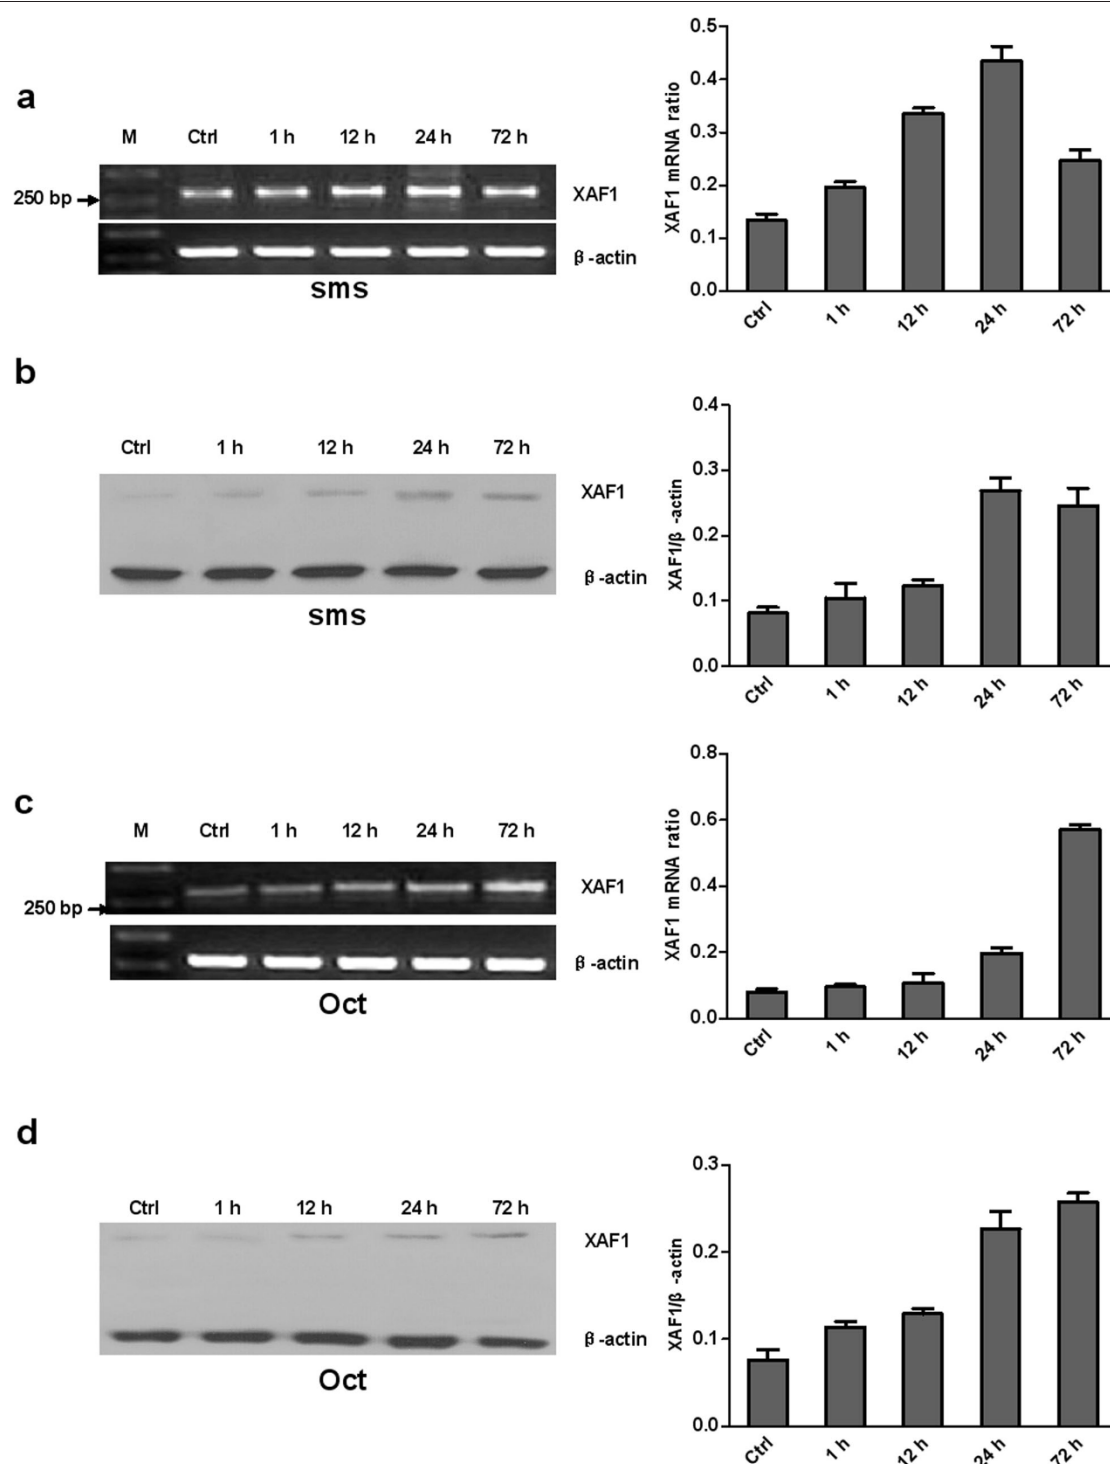 a
M Ctrl 1 h 12 h 24 h 72 h
250 bp
XAF1
β-actin
sms
XAF1 mRNA ratio
0.5
0.4
0.3
0.2
0.1
0.0
Ctrl 1 h 12 h 24 h 72 h
b
Ctrl 1 h 12 h 24 h 72 h
XAF1
β-actin
sms
XAF1/β -actin
0.4
0.3
0.2
0.1
0.0
Ctrl 1 h 12 h 24 h 72 h
c
M Ctrl 1 h 12 h 24 h 72 h
250 bp
XAF1
β-actin
Oct
XAF1 mRNA ratio
0.8
0.6
0.4
0.2
0.0
Ctrl 1 h 12 h 24 h 72 h
d
Ctrl 1 h 12 h 24 h 72 h
XAF1
β-actin
Oct
XAF1/β -actin
0.3
0.2
0.1
0.0
Ctrl 1 h 12 h 24 h 72 h